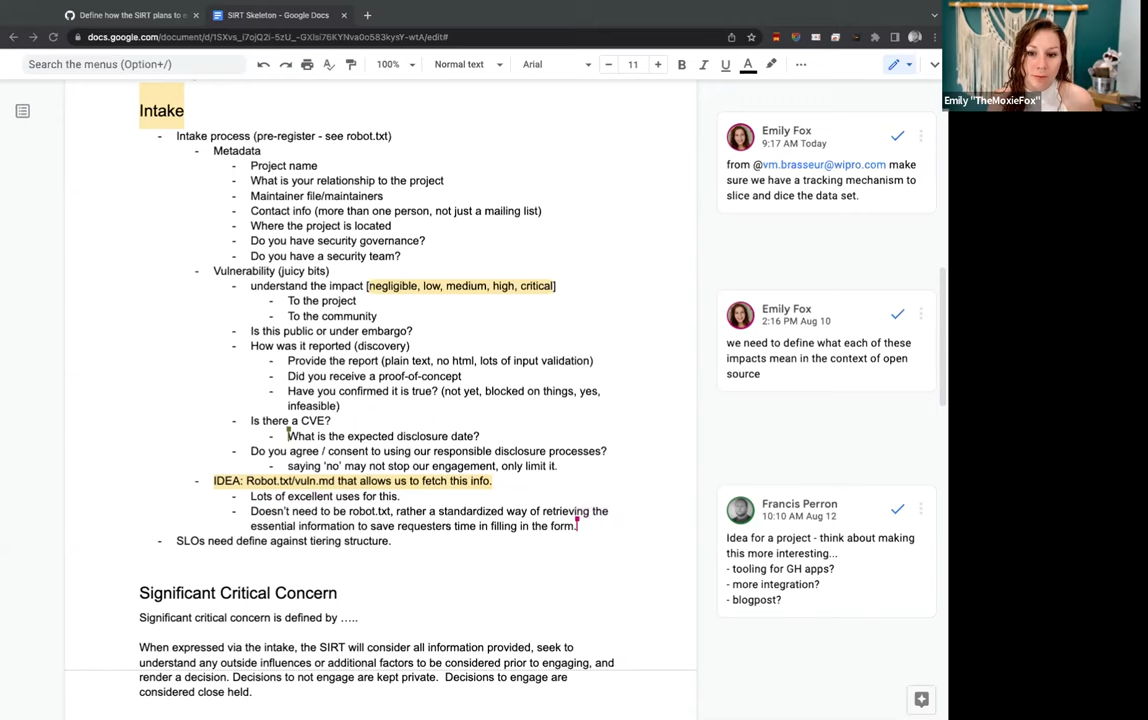 Define how the SIRT plans to e
SIRT Skeleton - Google Docs
docs.google.com/document/d/1SXvs_i7ojQ2i-5zU_-GXlsi76KYNva0o583kysY-wtA/edit#
Search the menus (Option+/)
100%
Normal text
Arial
11
B I U A
Emily "TheMoxieFox"
Intake
- Intake process (pre-register - see robot.txt)
- Metadata
- Project name
- What is your relationship to the project
- Maintainer file/maintainers
- Contact info (more than one person, not just a mailing list)
- Where the project is located
- Do you have security governance?
- Do you have a security team?
- Vulnerability (juicy bits)
- understand the impact [negligible, low, medium, high, critical]
- To the project
- To the community
- Is this public or under embargo?
- How was it reported (discovery)
- Provide the report (plain text, no html, lots of input validation)
- Did you receive a proof-of-concept
- Have you confirmed it is true? (not yet, blocked on things, yes,
infeasible)
- Is there a CVE?
- What is the expected disclosure date?
- Do you agree / consent to using our responsible disclosure processes?
- saying ‘no’ may not stop our engagement, only limit it.
- IDEA: Robot.txt/vuln.md that allows us to fetch this info.
- Lots of excellent uses for this.
- Doesn’t need to be robot.txt, rather a standardized way of retrieving the
essential information to save requesters time in filling in the form.
- SLOs need define against tiering structure.
Significant Critical Concern
Significant critical concern is defined by …..
When expressed via the intake, the SIRT will consider all information provided, seek to
understand any outside influences or additional factors to be considered prior to engaging, and
render a decision. Decisions to not engage are kept private. Decisions to engage are
considered close held.
Emily Fox
9:17 AM Today
from @vm.brasseur@wipro.com make
sure we have a tracking mechanism to
slice and dice the data set.
Emily Fox
2:16 PM Aug 10
we need to define what each of these
impacts mean in the context of open
source
Francis Perron
10:10 AM Aug 12
Idea for a project - think about making
this more interesting...
- tooling for GH apps?
- more integration?
- blogpost?